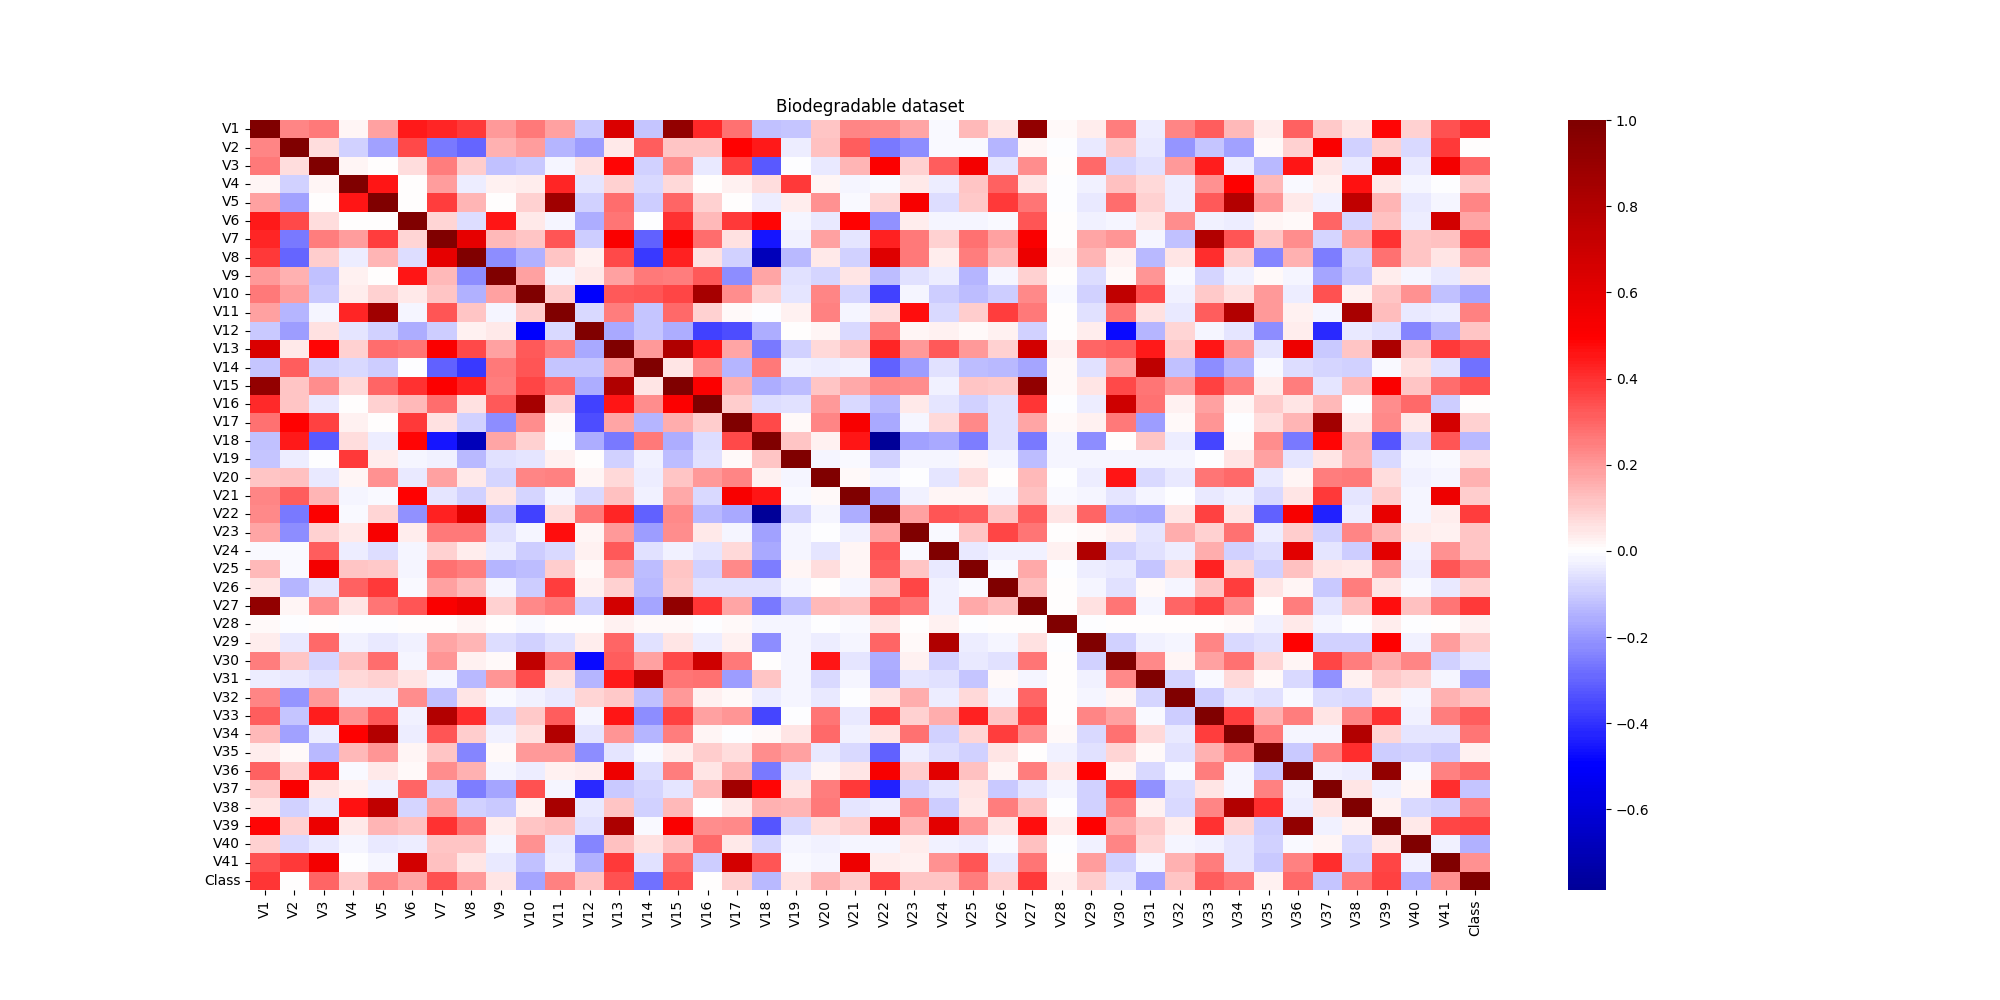 Biodegradable dataset
V1
V2
V3
V4
V5
V6
V7
V8
V9
V10
V11
V12
V13
V14
V15
V16
V17
V18
V19
V20
V21
V22
V23
V24
V25
V26
V27
V28
V29
V30
V31
V32
V33
V34
V35
V36
V37
V38
V39
V40
V41
Class
V1 V2 V3 V4 V5 V6 V7 V8 V9 V10 V11 V12 V13 V14 V15 V16 V17 V18 V19 V20 V21 V22 V23 V24 V25 V26 V27 V28 V29 V30 V31 V32 V33 V34 V35 V36 V37 V38 V39 V40 V41 Class
1.0
0.8
0.6
0.4
0.2
0.0
−0.2
−0.4
−0.6